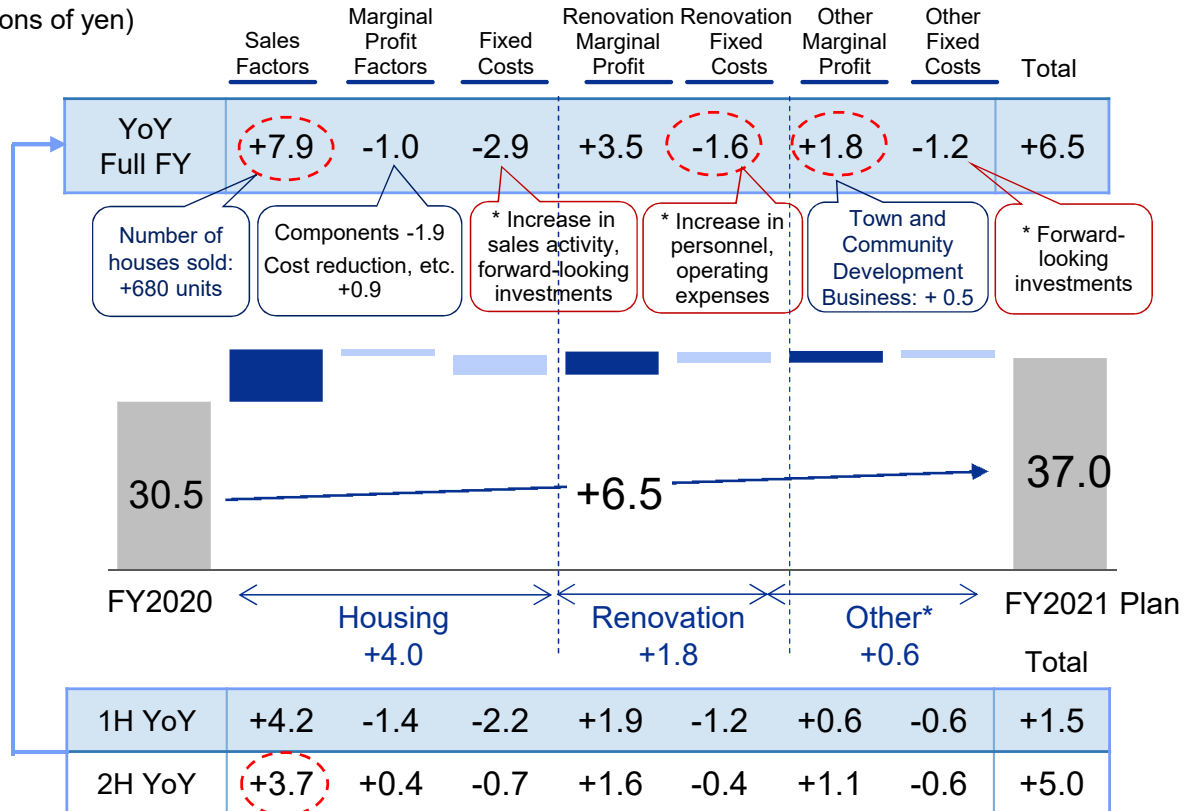 ons of yen)
Sales
Factors
Marginal
Profit
Factors
Fixed
Costs
Renovation
Marginal
Profit
Renovation
Fixed
Costs
Other
Marginal
Profit
Other
Fixed
Costs
Total
YoY
Full FY
+7.9 -1.0 -2.9 +3.5 -1.6 +1.8 -1.2 +6.5
Number of
houses sold:
+680 units
Components -1.9
Cost reduction, etc.
+0.9
* Increase in
sales activity,
forward-looking
investments
* Increase in
personnel,
operating
expenses
Town and
Community
Development
Business: + 0.5
* Forward-
looking
investments
30.5
+6.5
37.0
FY2020
FY2021 Plan
Housing
+4.0
Renovation
+1.8
Other*
+0.6
Total
1H YoY +4.2 -1.4 -2.2 +1.9 -1.2 +0.6 -0.6 +1.5
2H YoY +3.7 +0.4 -0.7 +1.6 -0.4 +1.1 -0.6 +5.0